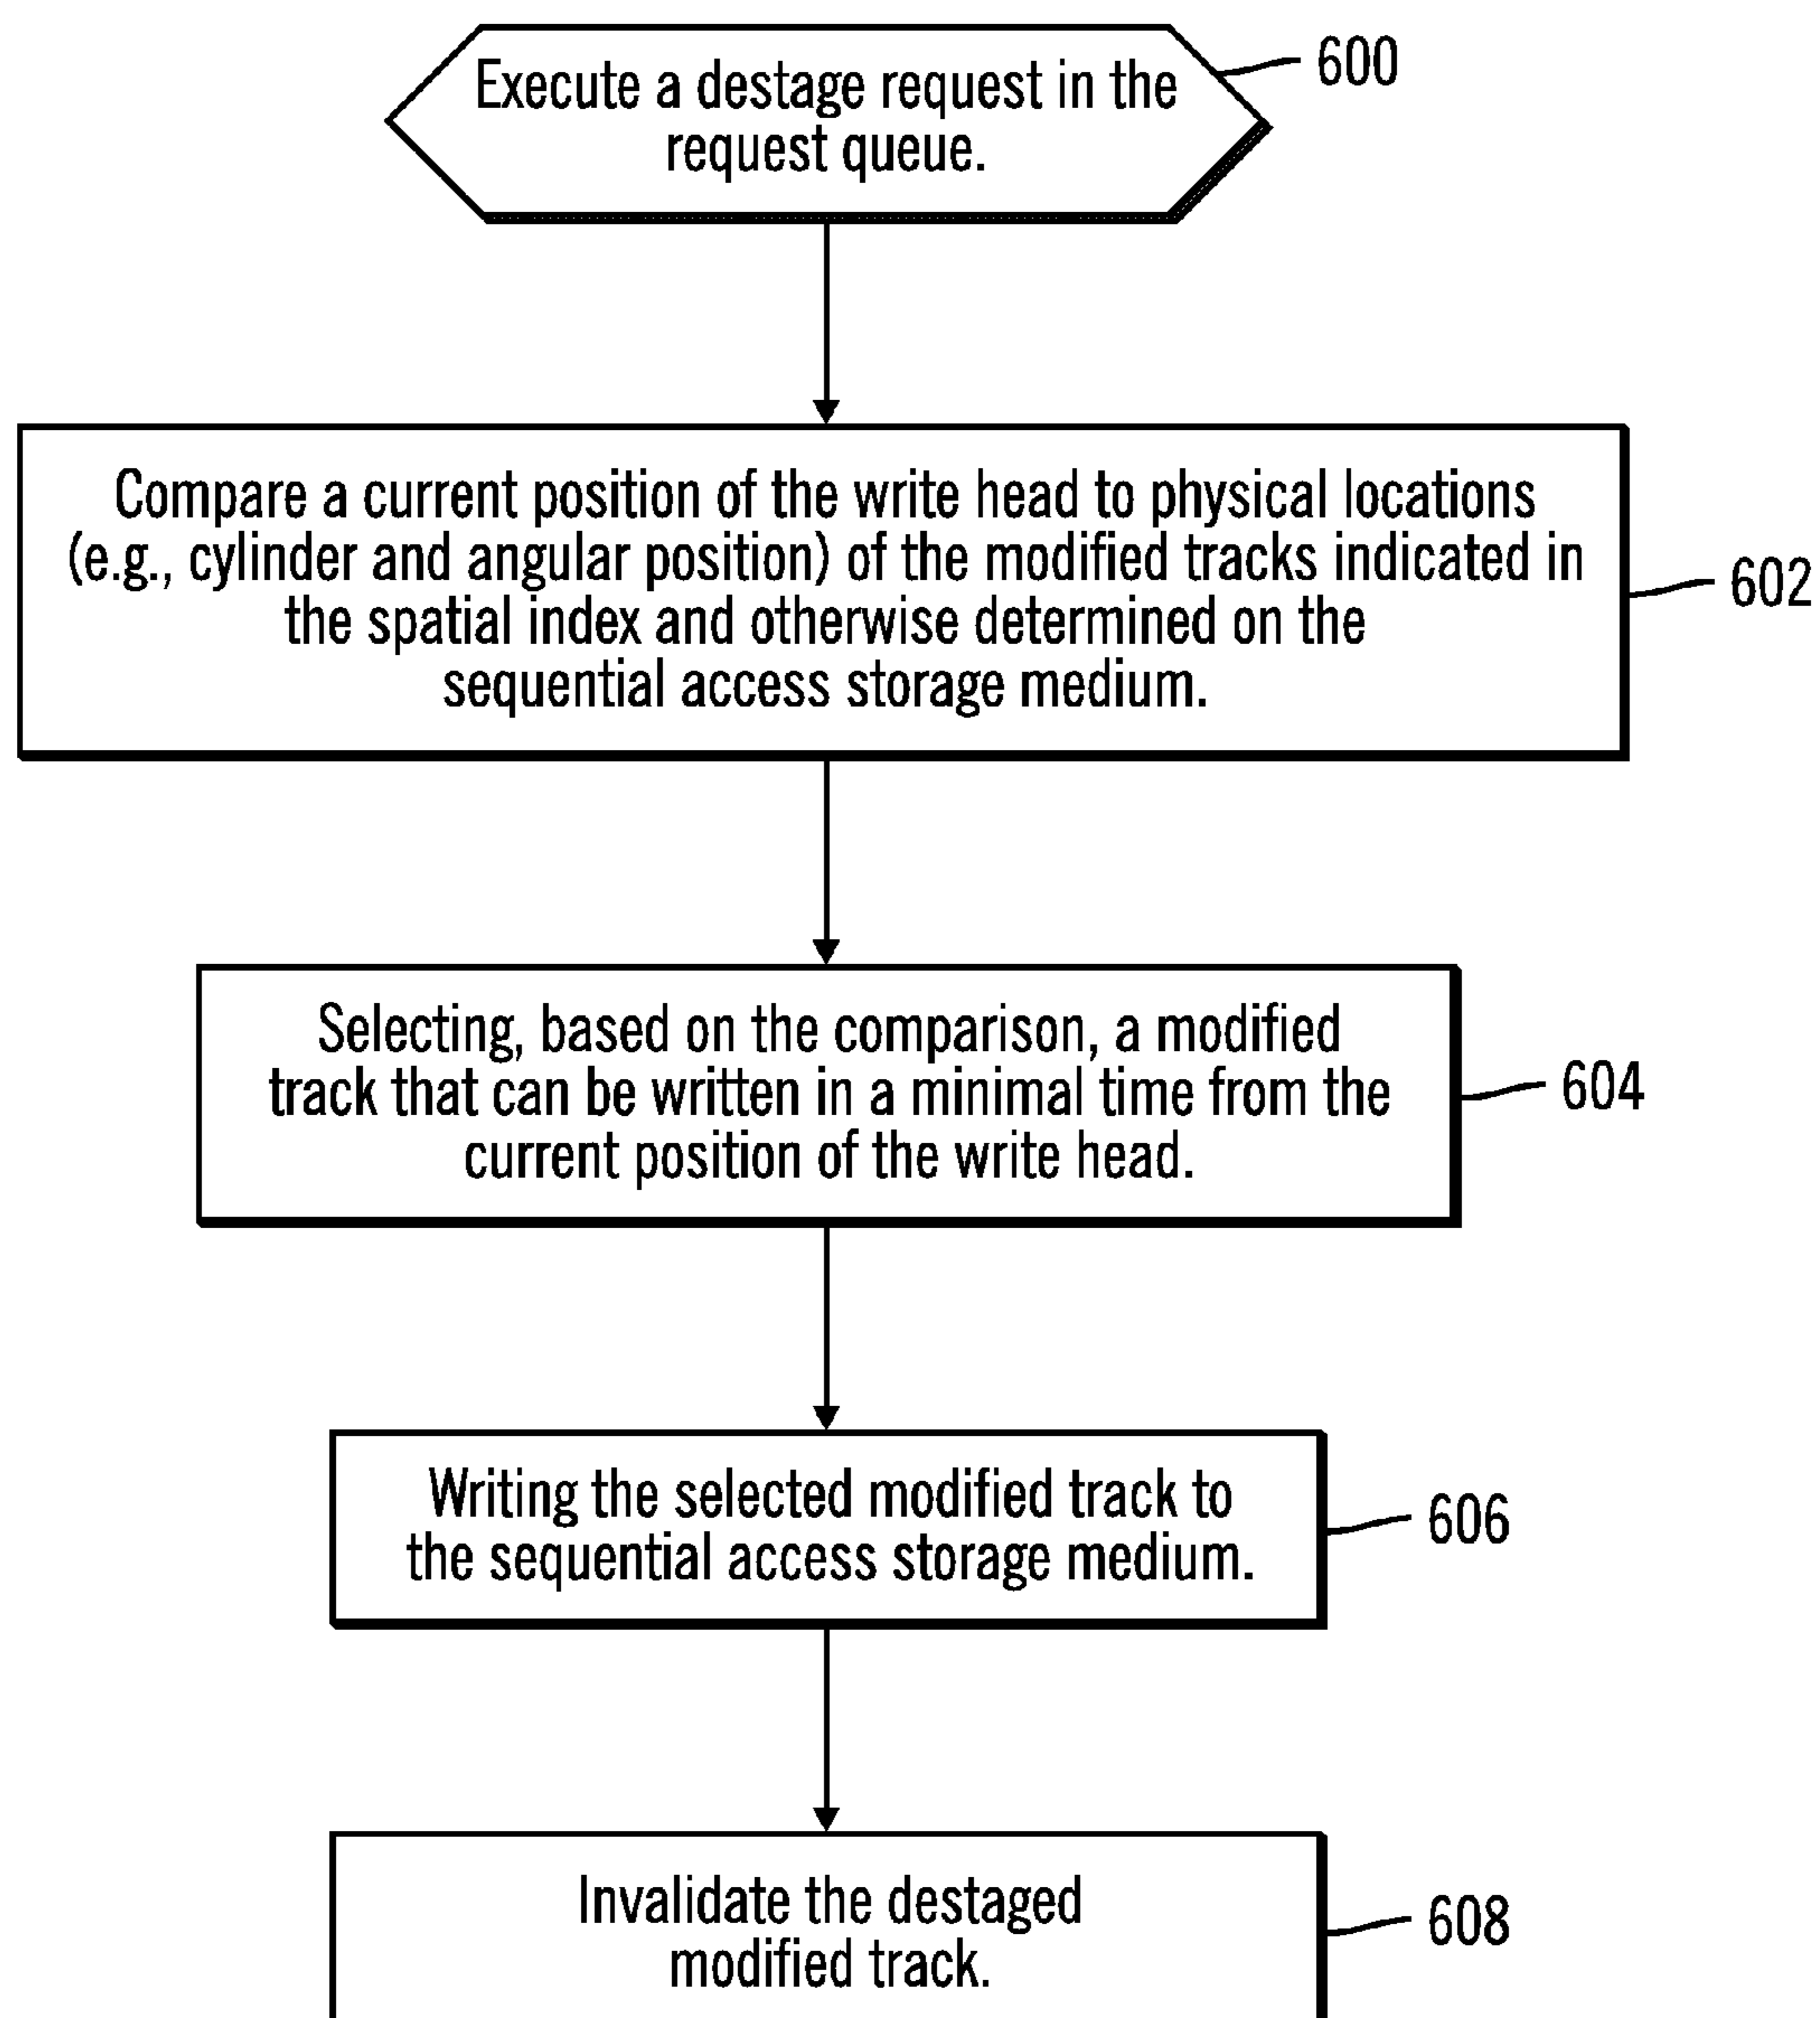 Execute a destage request in the
request queue.
600
Compare a current position of the write head to physical locations
(e.g., cylinder and angular position) of the modified tracks indicated in
the spatial index and otherwise determined on the
sequential access storage medium.
602
Selecting, based on the comparison, a modified
track that can be written in a minimal time from the
current position of the write head.
604
Writing the selected modified track to
the sequential access storage medium.
606
Invalidate the destaged
modified track.
608